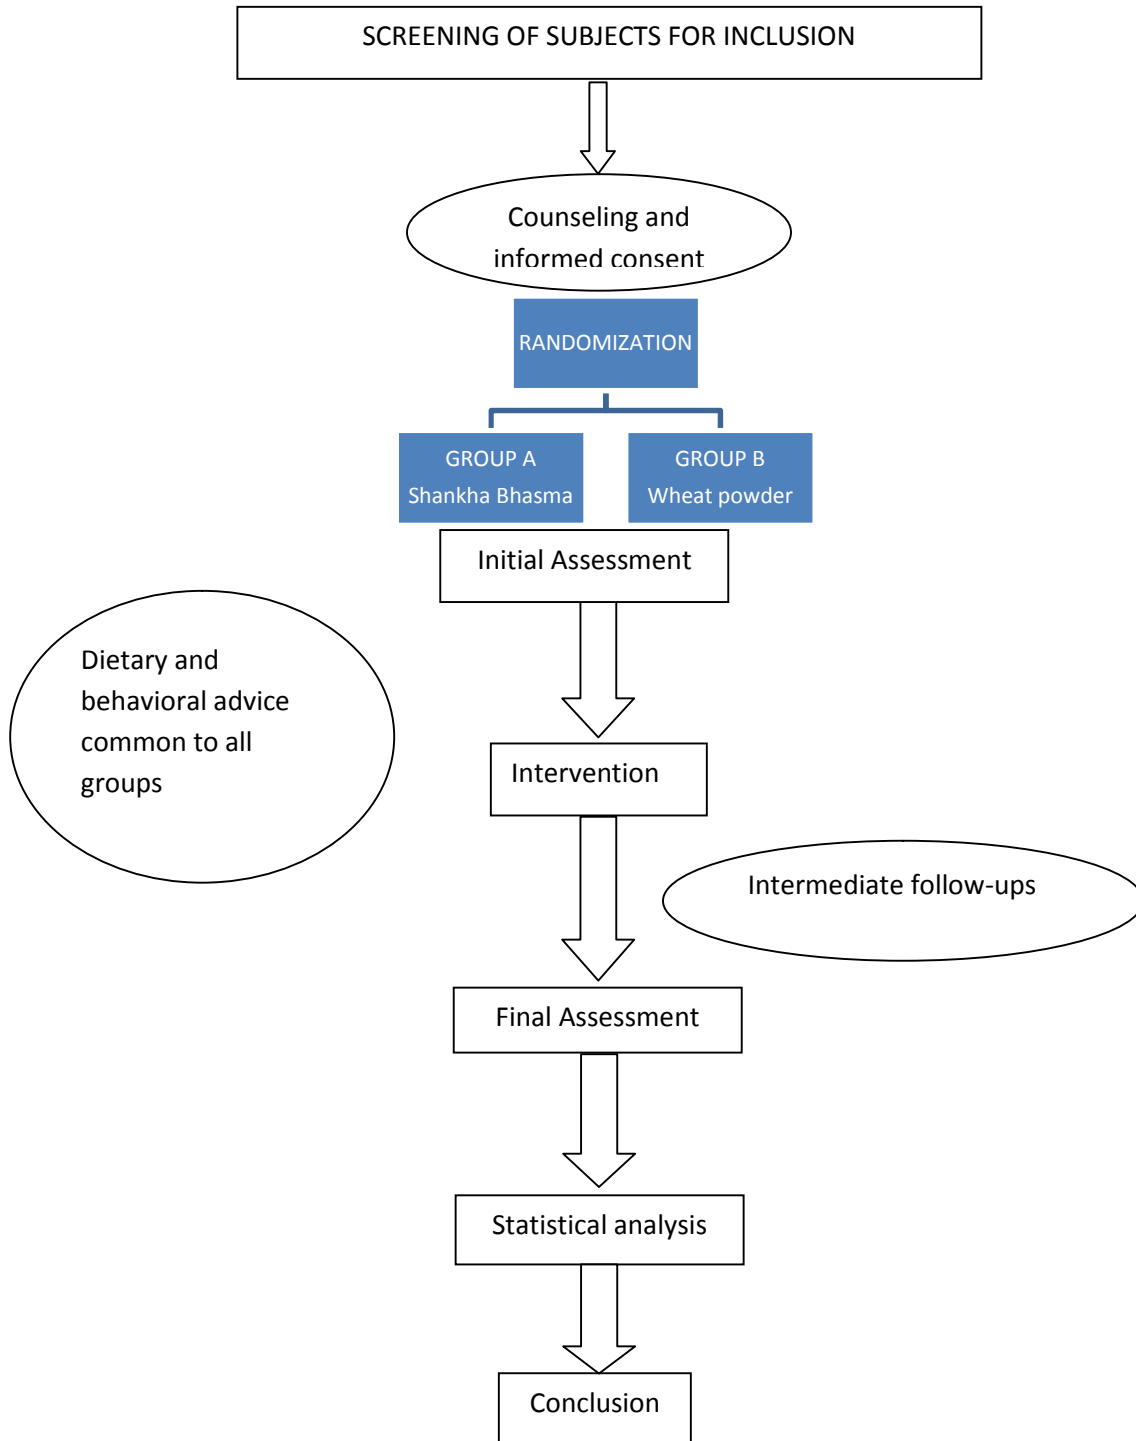 SCREENING OF SUBJECTS FOR INCLUSION
Counseling and
informed consent
RANDOMIZATION
GROUP A
Shankha Bhasma
GROUP B
Wheat powder
Initial Assessment
Dietary and
behavioral advice
common to all
groups
Intervention
Intermediate follow-ups
Final Assessment
Statistical analysis
Conclusion